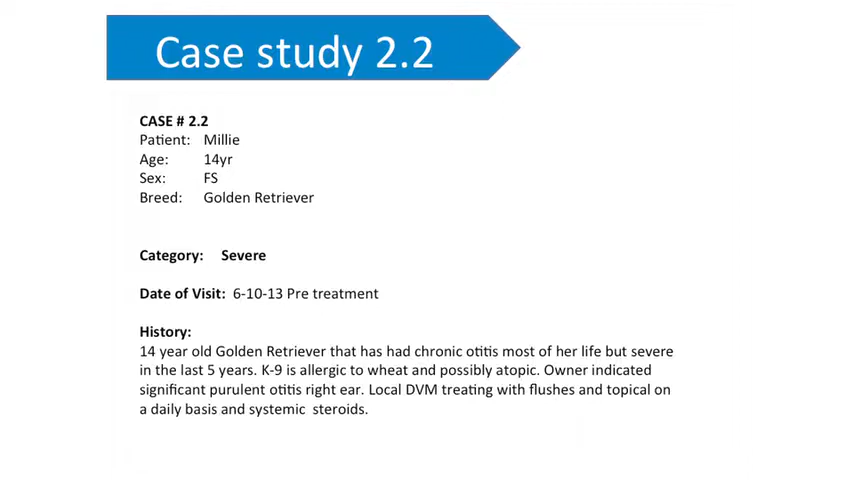 Case study 2.2
CASE # 2.2
Patient: Millie
Age: 14yr
Sex: FS
Breed: Golden Retriever
Category: Severe
Date of Visit: 6-10-13 Pre treatment
History:
14 year old Golden Retriever that has had chronic otitis most of her life but severe
in the last 5 years. K-9 is allergic to wheat and possibly atopic. Owner indicated
significant purulent otitis right ear. Local DVM treating with flushes and topical on
a daily basis and systemic steroids.